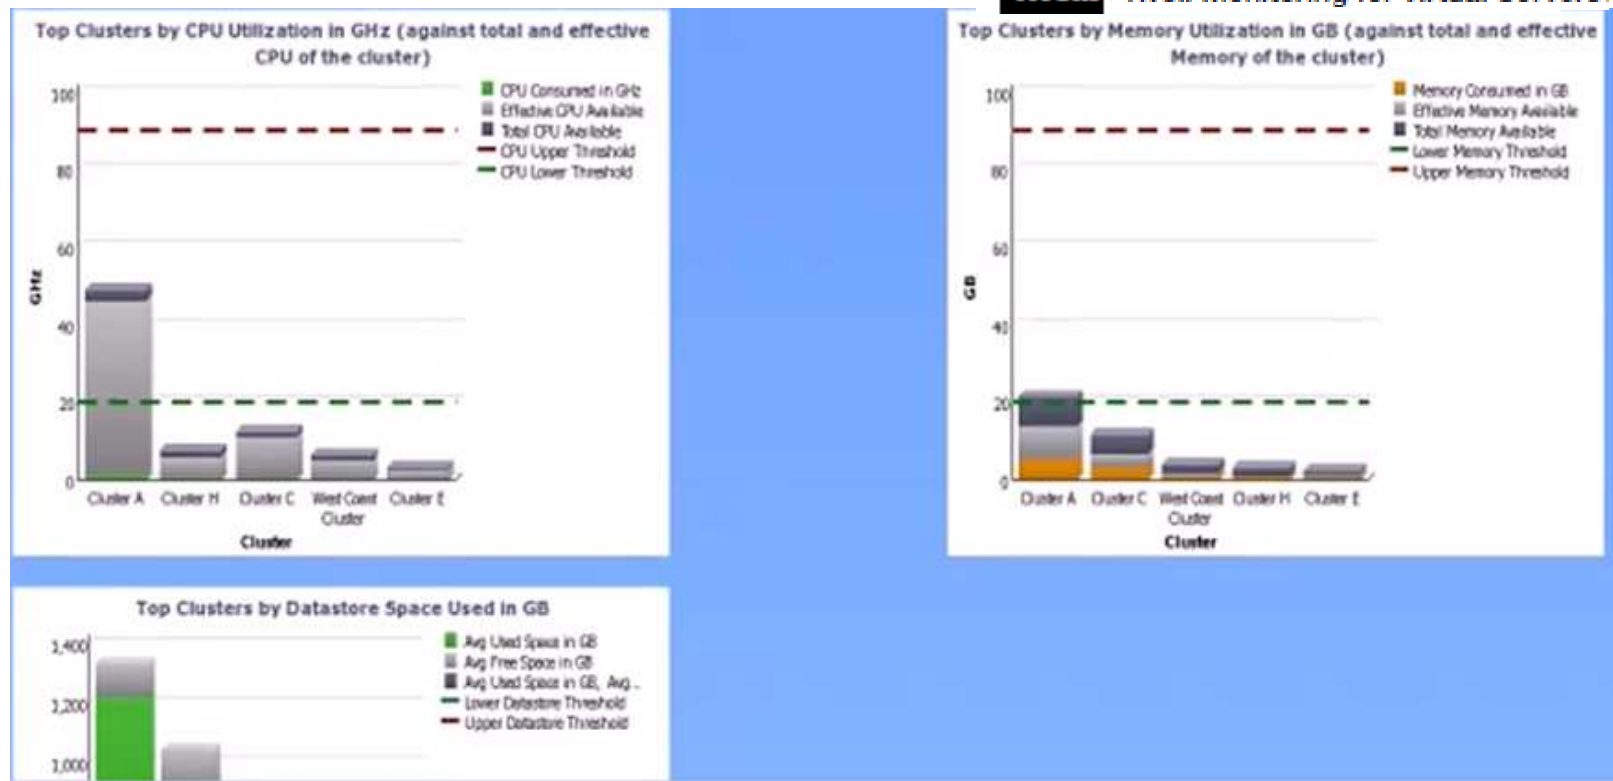 Top Clusters by CPU Utilization in GHz (against total and effective
CPU of the cluster)
100
80
60
40
20
0
GHz
CPU Consumed in GHz
Effective CPU Available
Total CPU Available
CPU Upper Threshold
CPU Lower Threshold
Cluster A
Cluster H
Cluster C
West Coast
Cluster
Cluster E
Cluster
Top Clusters by Memory Utilization in GB (against total and effective
Memory of the cluster)
100
80
60
40
20
0
GB
Memory Consumed in GB
Effective Memory Available
Total Memory Available
Lower Memory Threshold
Upper Memory Threshold
Cluster A
Cluster C
West Coast
Cluster
Cluster H
Cluster E
Cluster
Top Clusters by Datastore Space Used in GB
1,400
1,200
1,000
Avg Used Space in GB
Avg Free Space in GB
Avg Used Space in GB, Avg...
Lower Datastore Threshold
Upper Datastore Threshold